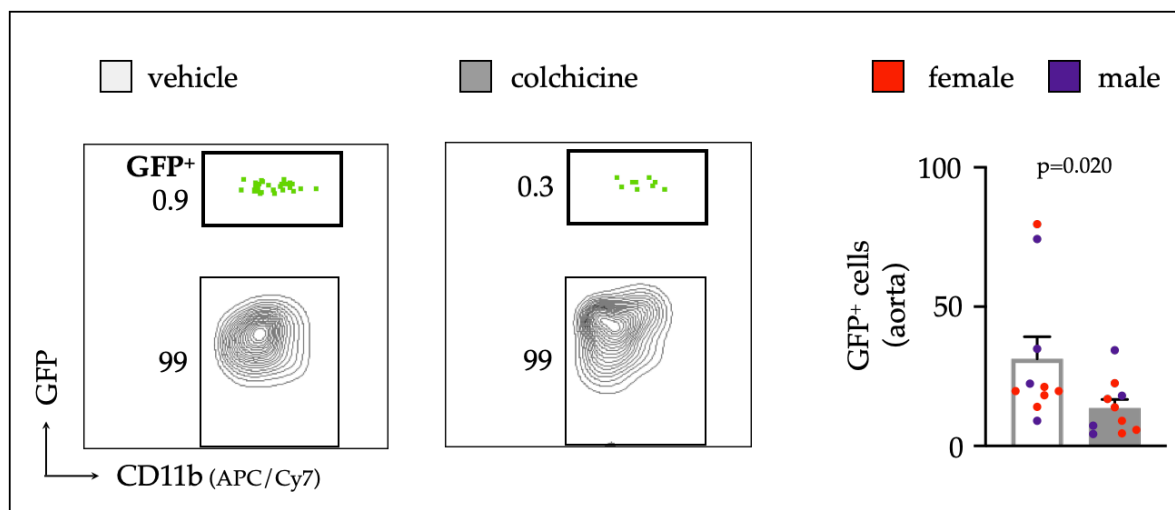 vehicle
colchicine
female
male
GFP⁺
0.9
99
GFP
CD11b (APC/Cy7)
0.3
99
GFP⁺ cells
(aorta)
p=0.020
100
50
0